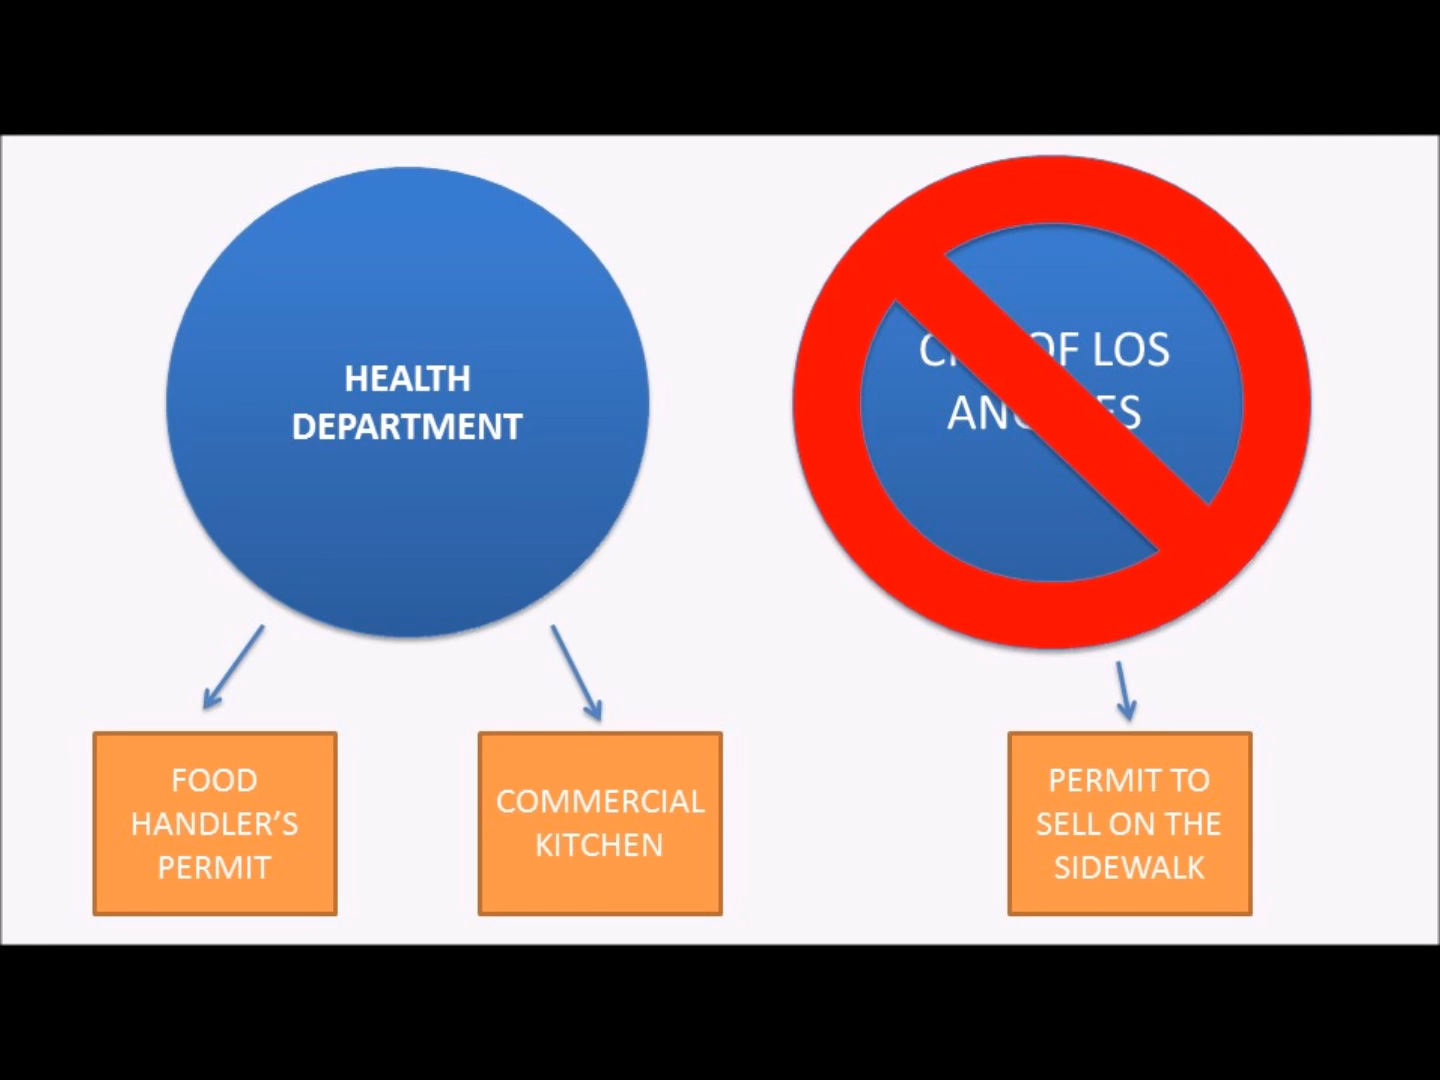 HEALTH
DEPARTMENT
OF LOS
FOOD
HANDLER’S
PERMIT
COMMERCIAL
KITCHEN
PERMIT TO
SELL ON THE
SIDEWALK